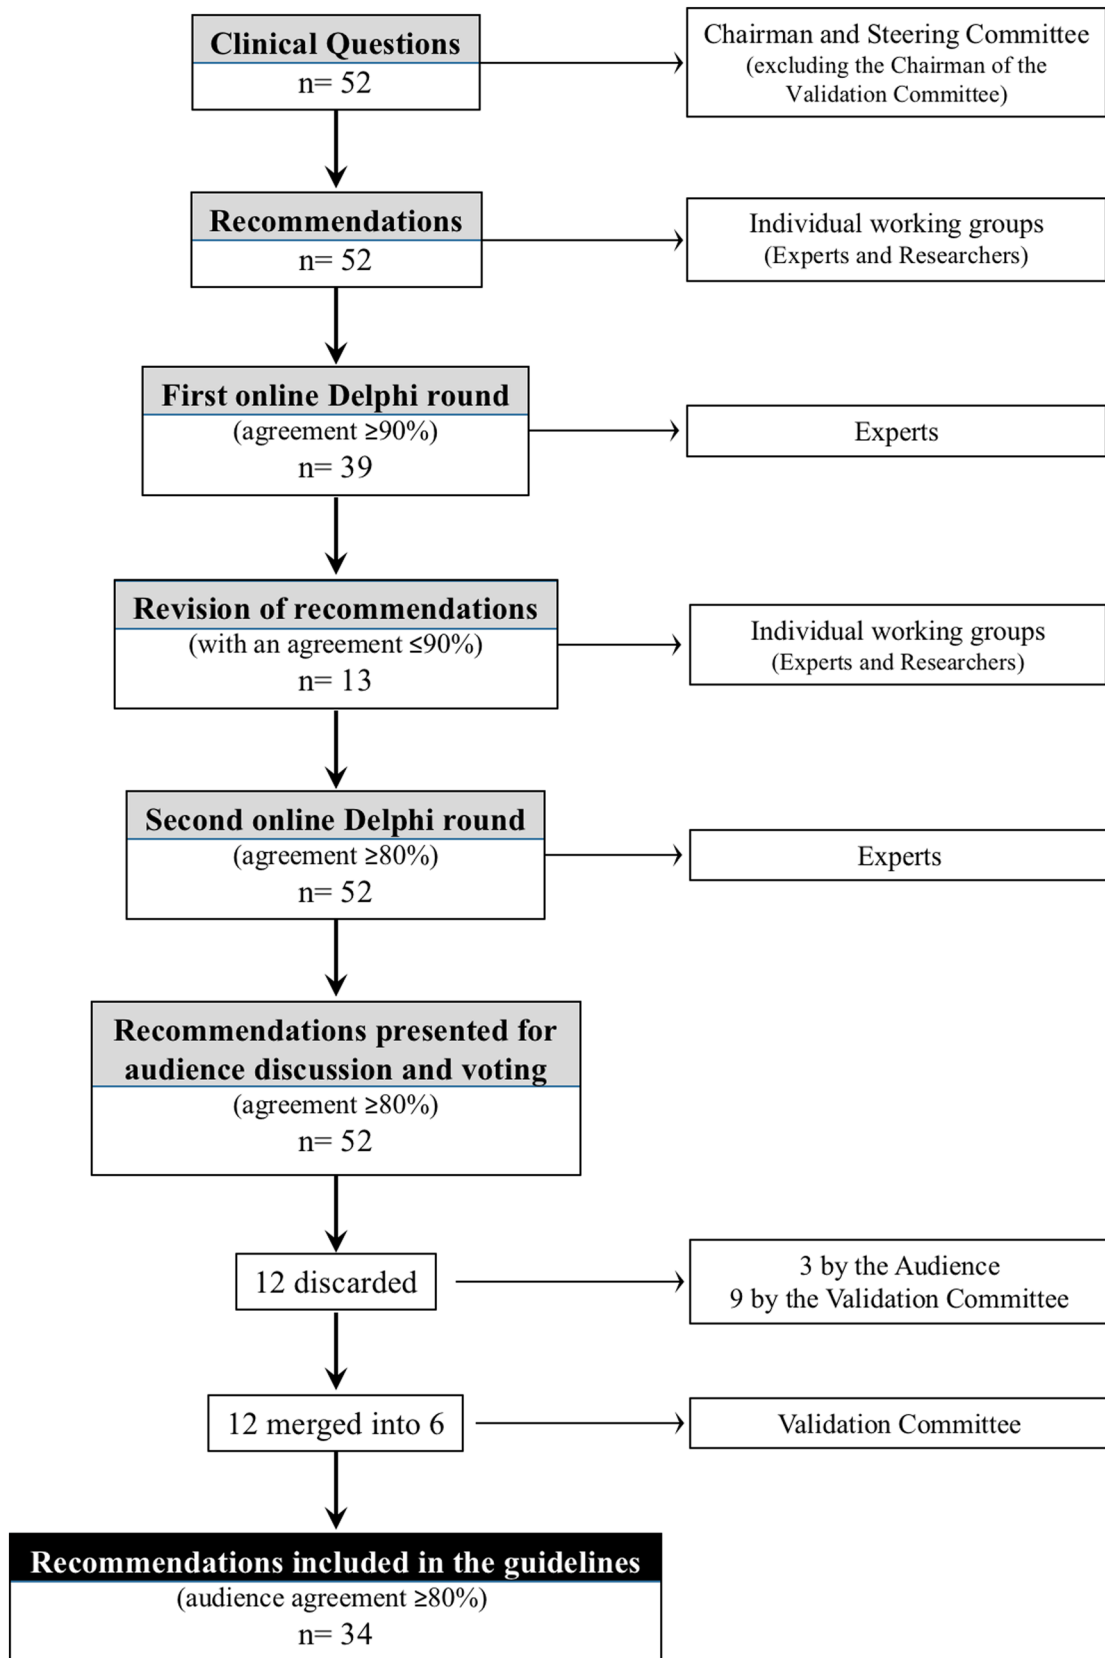 Clinical Questions
n= 52
Chairman and Steering Committee
(excluding the Chairman of the
Validation Committee)
Recommendations
n= 52
Individual working groups
(Experts and Researchers)
First online Delphi round
(agreement ≥90%)
n= 39
Experts
Revision of recommendations
(with an agreement ≤90%)
n= 13
Individual working groups
(Experts and Researchers)
Second online Delphi round
(agreement ≥80%)
n= 52
Experts
Recommendations presented for
audience discussion and voting
(agreement ≥80%)
n= 52
12 discarded
3 by the Audience
9 by the Validation Committee
12 merged into 6
Validation Committee
Recommendations included in the guidelines
(audience agreement ≥80%)
n= 34